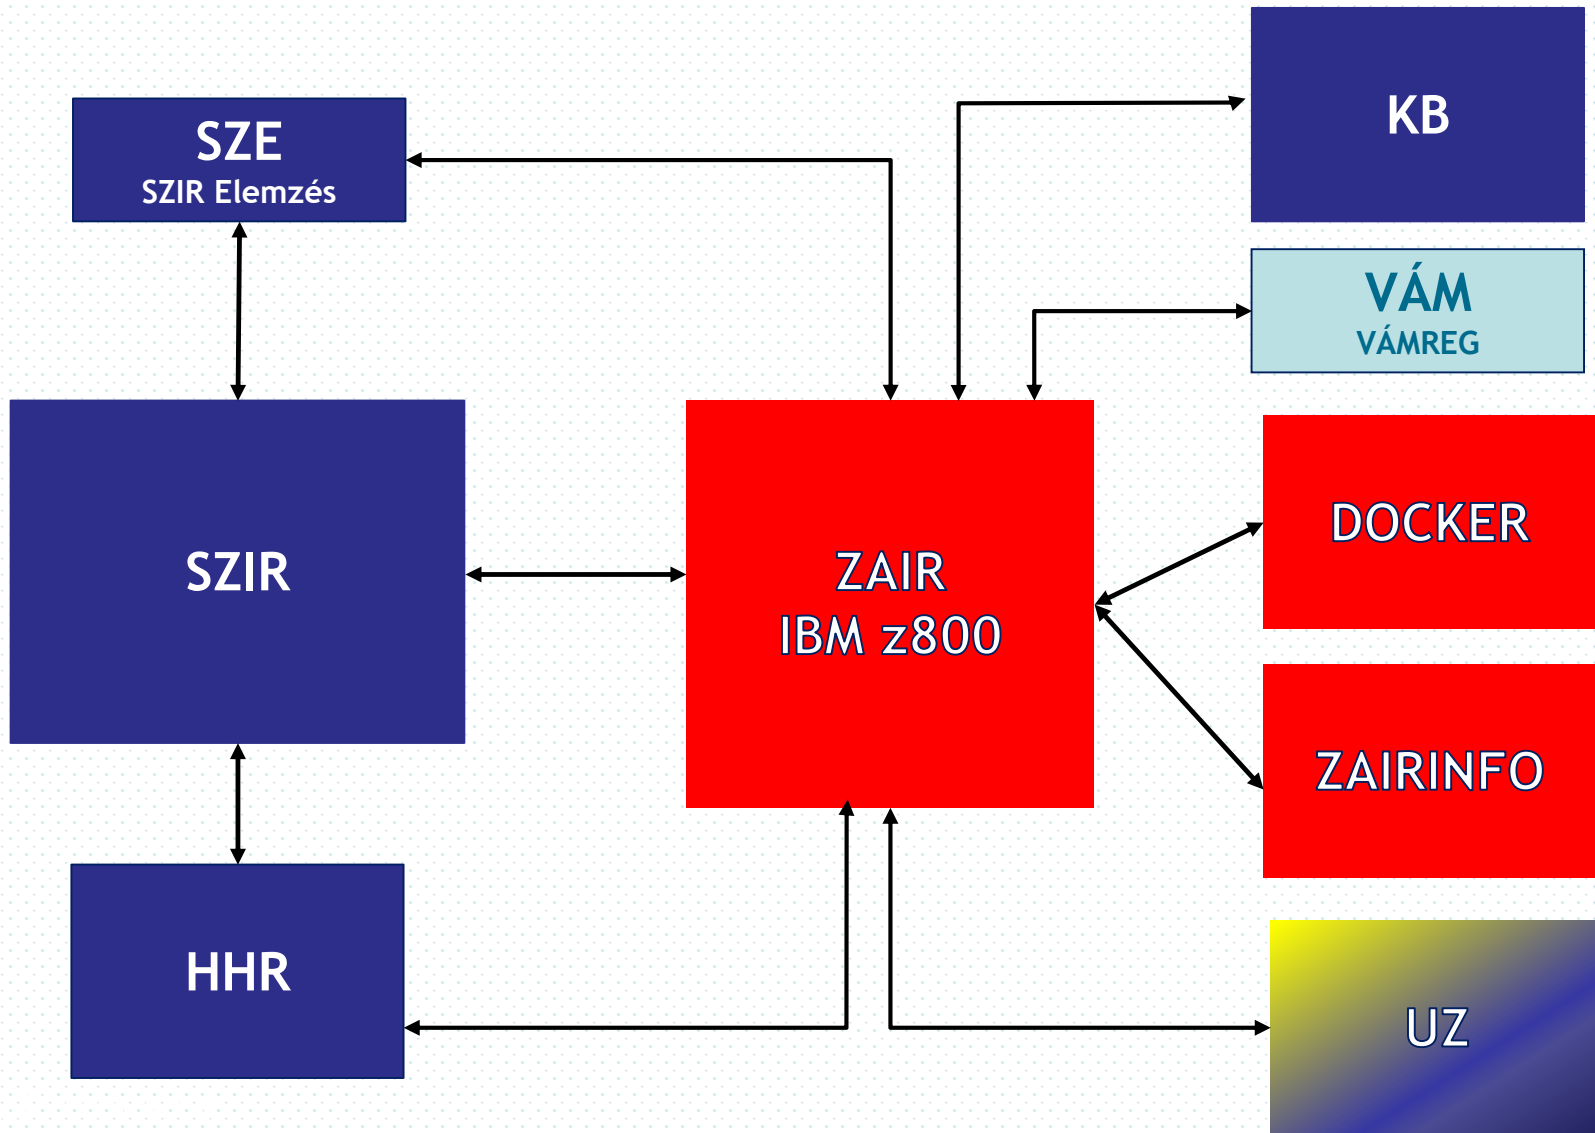 KB
SZE
SZIR Elemzés
VÁM
VÁMREG
DOCKER
SZIR
ZAIR
IBM z800
ZAIRINFO
HHR
UZ